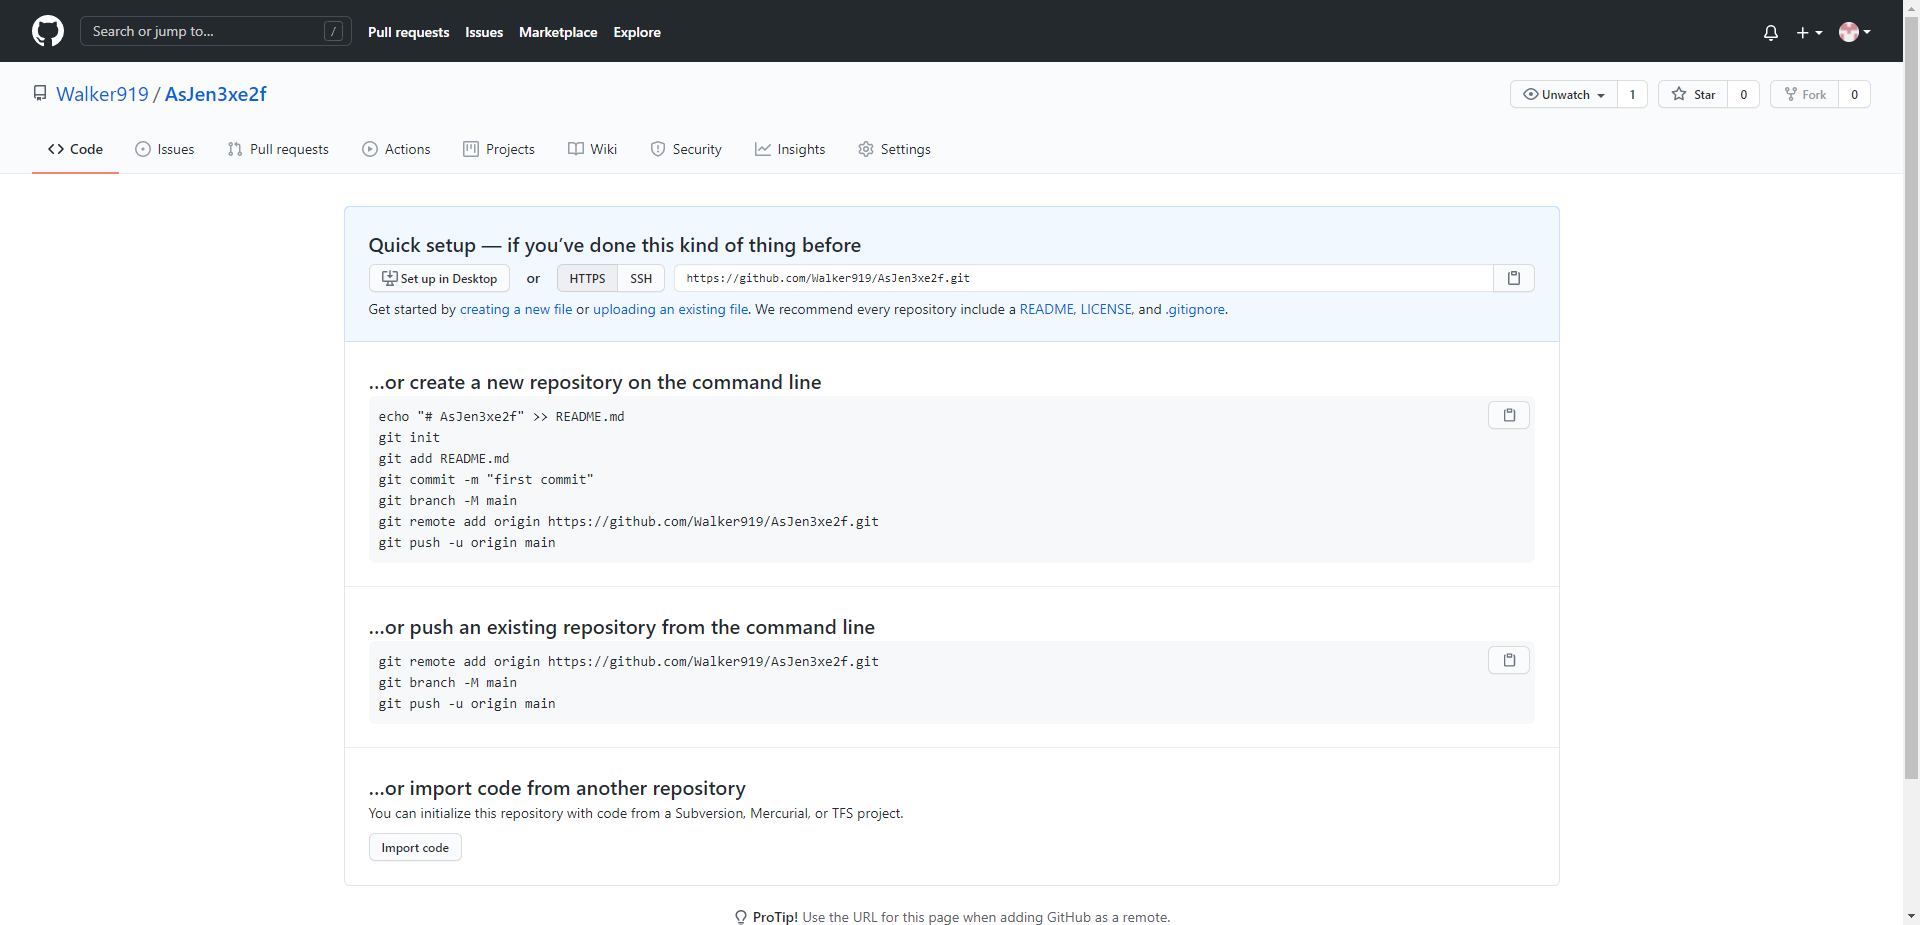 Search or jump to... /
Pull requests Issues Marketplace Explore
Walker919 / AsJen3xe2f
Unwatch 1 Star 0 Fork 0
Code Issues Pull requests Actions Projects Wiki Security Insights Settings
Quick setup — if you’ve done this kind of thing before
Set up in Desktop or HTTPS SSH https://github.com/Walker919/AsJen3xe2f.git
Get started by creating a new file or uploading an existing file. We recommend every repository include a README, LICENSE, and .gitignore.
…or create a new repository on the command line
echo "# AsJen3xe2f" >> README.md
git init
git add README.md
git commit -m "first commit"
git branch -M main
git remote add origin https://github.com/Walker919/AsJen3xe2f.git
git push -u origin main
…or push an existing repository from the command line
git remote add origin https://github.com/Walker919/AsJen3xe2f.git
git branch -M main
git push -u origin main
…or import code from another repository
You can initialize this repository with code from a Subversion, Mercurial, or TFS project.
Import code
ProTip! Use the URL for this page when adding GitHub as a remote.